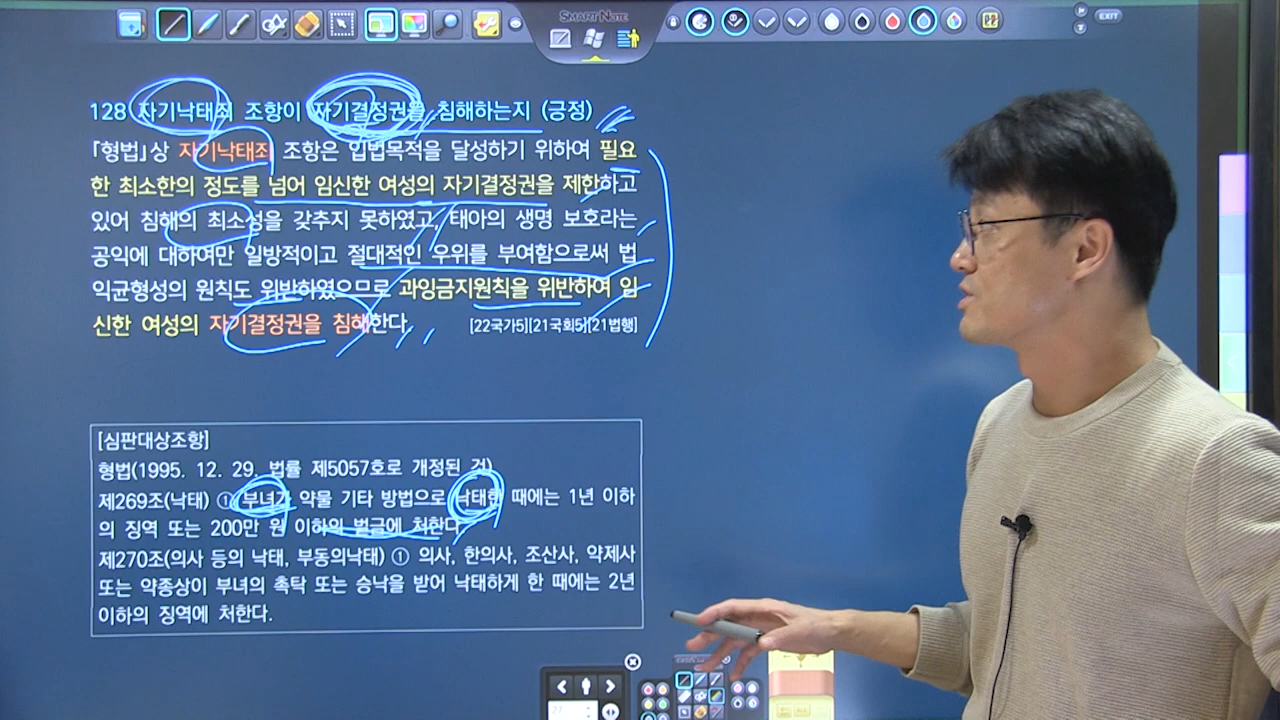 SMARTNOTE
EXIT
128 자기낙태죄 조항이 자기결정권을 침해하는지 (긍정)
「형법」상 자기낙태죄 조항은 입법목적을 달성하기 위하여 필요
한 최소한의 정도를 넘어 임신한 여성의 자기결정권을 제한하고
있어 침해의 최소성을 갖추지 못하였고, 태아의 생명 보호라는
공익에 대하여만 일방적이고 절대적인 우위를 부여함으로써 법
익균형성의 원칙도 위반하였으므로 과잉금지원칙을 위반하여 임
신한 여성의 자기결정권을 침해한다.
[22국가5][21국회5][21법행]
[심판대상조항]
형법(1995. 12. 29. 법률 제5057호로 개정된 것)
제269조(낙태) ① 부녀가 약물 기타 방법으로 낙태한 때에는 1년 이하
의 징역 또는 200만 원 이하의 벌금에 처한다.
제270조(의사 등의 낙태, 부동의낙태) ① 의사, 한의사, 조산사, 약제사
또는 약종상이 부녀의 촉탁 또는 승낙을 받어 낙태하게 한 때에는 2년
이하의 징역에 처한다.
27